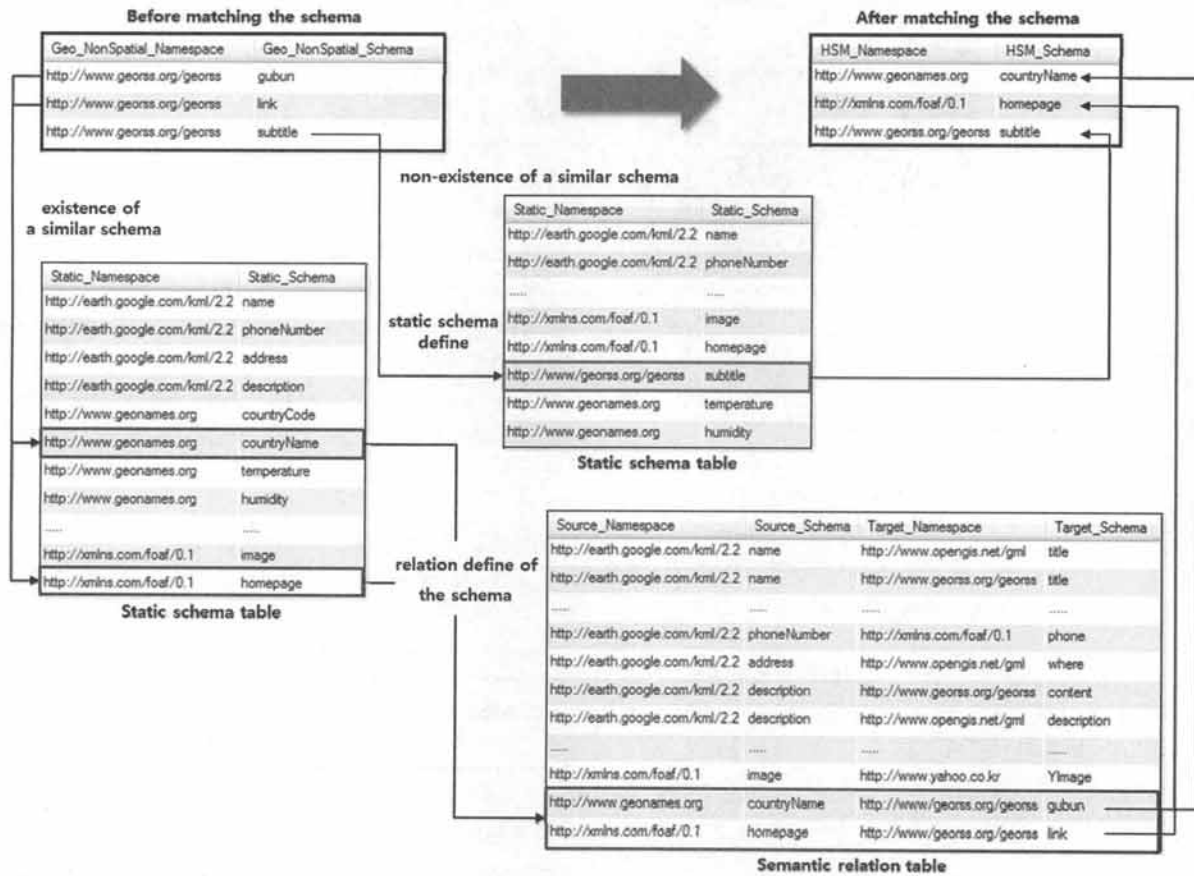 Before matching the schema
Geo_NonSpatial_Namespace Geo_NonSpatial_Schema
http://www.georss.org/georss gubun
http://www.georss.org/georss link
http://www.georss.org/georss subtitle
After matching the schema
HSM_Namespace HSM_Schema
http://www.geonames.org countryName
http://xmlns.com/foaf/0.1 homepage
http://www.georss.org/georss subtitle
existence of
a similar schema
Static_Namespace Static_Schema
http://earth.google.com/kml/2.2 name
http://earth.google.com/kml/2.2 phoneNumber
http://earth.google.com/kml/2.2 address
http://earth.google.com/kml/2.2 description
http://www.geonames.org countryCode
http://www.geonames.org countryName
http://www.geonames.org temperature
http://www.geonames.org humidity
..... .....
http://xmlns.com/foaf/0.1 image
http://xmlns.com/foaf/0.1 homepage
Static schema table
non-existence of a similar schema
Static_Namespace Static_Schema
http://earth.google.com/kml/2.2 name
http://earth.google.com/kml/2.2 phoneNumber
..... .....
http://xmlns.com/foaf/0.1 image
http://xmlns.com/foaf/0.1 homepage
http://www/georss.org/georss subtitle
http://www.geonames.org temperature
http://www.geonames.org humidity
Static schema table
static schema
define
relation define of
the schema
Source_Namespace Source_Schema Target_Namespace Target_Schema
http://earth.google.com/kml/2.2 name http://www.opengis.net/gml title
http://earth.google.com/kml/2.2 name http://www.georss.org/georss title
..... ..... ..... .....
http://earth.google.com/kml/2.2 phoneNumber http://xmlns.com/foaf/0.1 phone
http://earth.google.com/kml/2.2 address http://www.opengis.net/gml where
http://earth.google.com/kml/2.2 description http://www.georss.org/georss content
http://earth.google.com/kml/2.2 description http://www.opengis.net/gml description
..... ..... ..... .....
http://xmlns.com/foaf/0.1 image http://www.yahoo.co.kr YImage
http://www.geonames.org countryName http://www/georss.org/georss gubun
http://xmlns.com/foaf/0.1 homepage http://www/georss.org/georss link
Semantic relation table